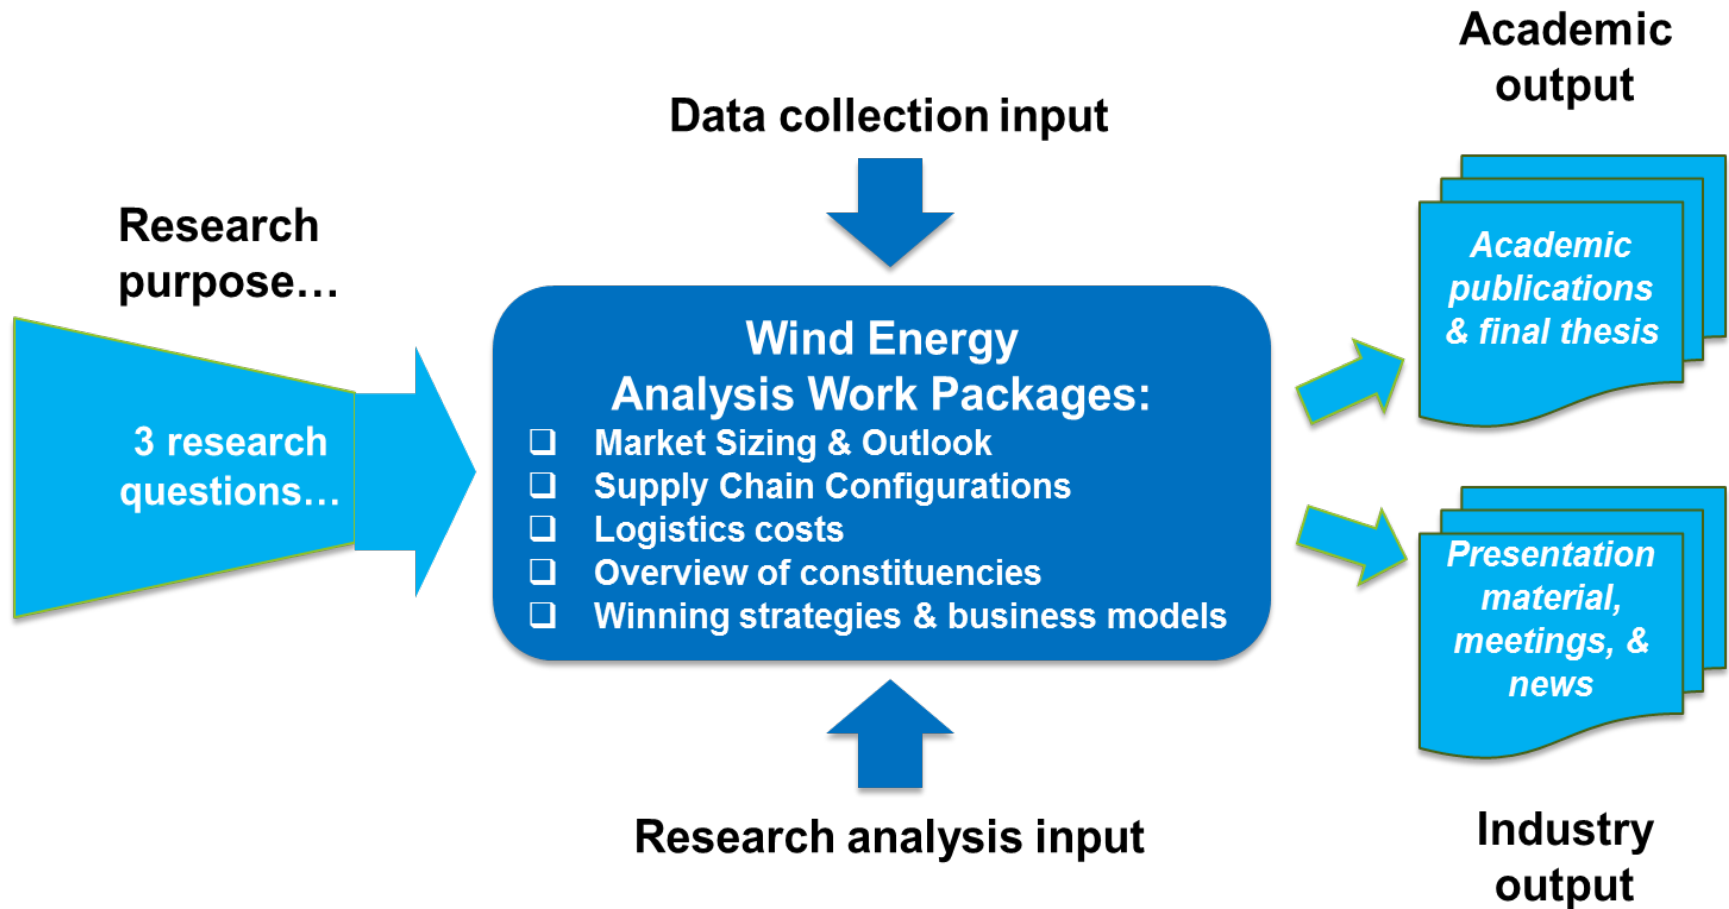 Research
purpose…
3 research
questions…
Data collection input
Wind Energy
Analysis Work Packages:
❑ Market Sizing & Outlook
❑ Supply Chain Configurations
❑ Logistics costs
❑ Overview of constituencies
❑ Winning strategies & business models
Research analysis input
Academic
output
Academic
publications
& final thesis
Presentation
material,
meetings, &
news
Industry
output